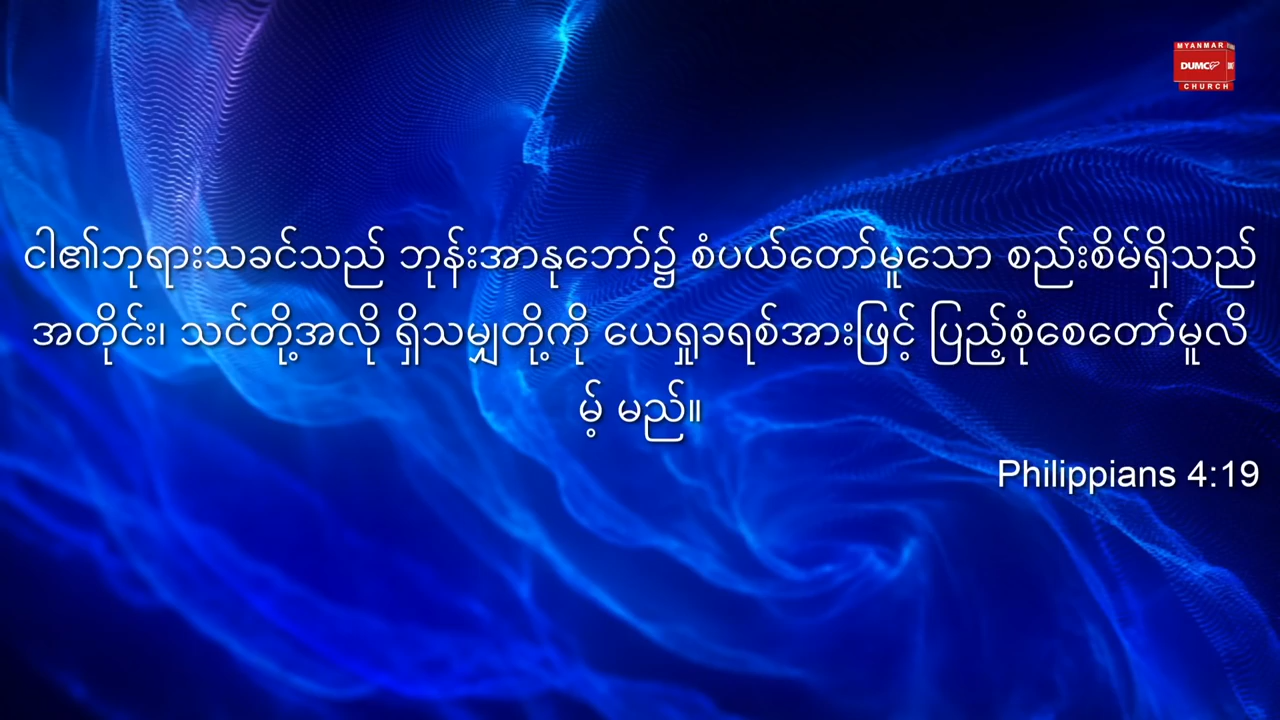 MYANMAR
DUMC
CHURCH
ငါ၏ဘုရားသခင်သည် ဘုန်းအာနုဘော်၌ စံပယ်တော်မူသော စည်းစိမ်ရှိသည်
အတိုင်း၊ သင်တို့အလို ရှိသမျှတို့ကို ယေရှုခရစ်အားဖြင့် ပြည့်စုံစေတော်မူလိ
မ့် မည်။
Philippians 4:19